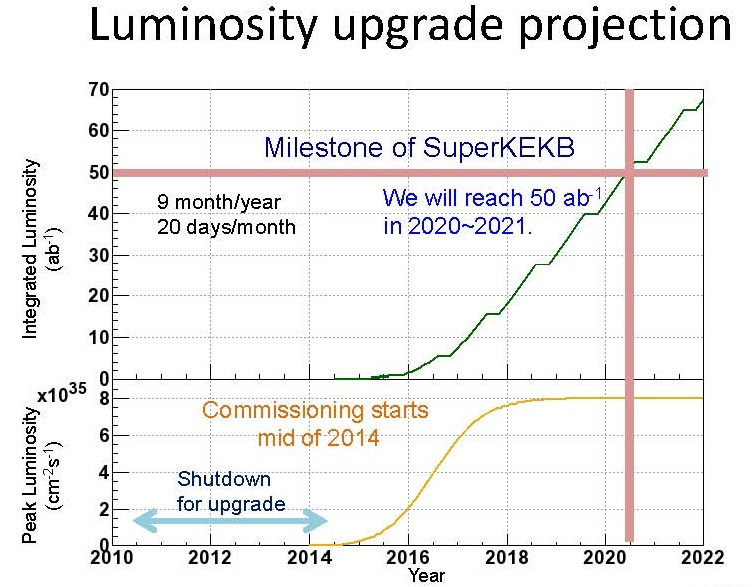 Luminosity upgrade projection
Integrated Luminosity
(ab⁻¹)
70
60
50
40
30
20
10
0
Milestone of SuperKEKB
9 month/year
20 days/month
We will reach 50 ab⁻¹
in 2020~2021.
Peak Luminosity
(cm⁻²s⁻¹)
x10³⁵
8
6
4
2
0
Commissioning starts
mid of 2014
Shutdown
for upgrade
2010 2012 2014 2016 2018 2020 2022
Year